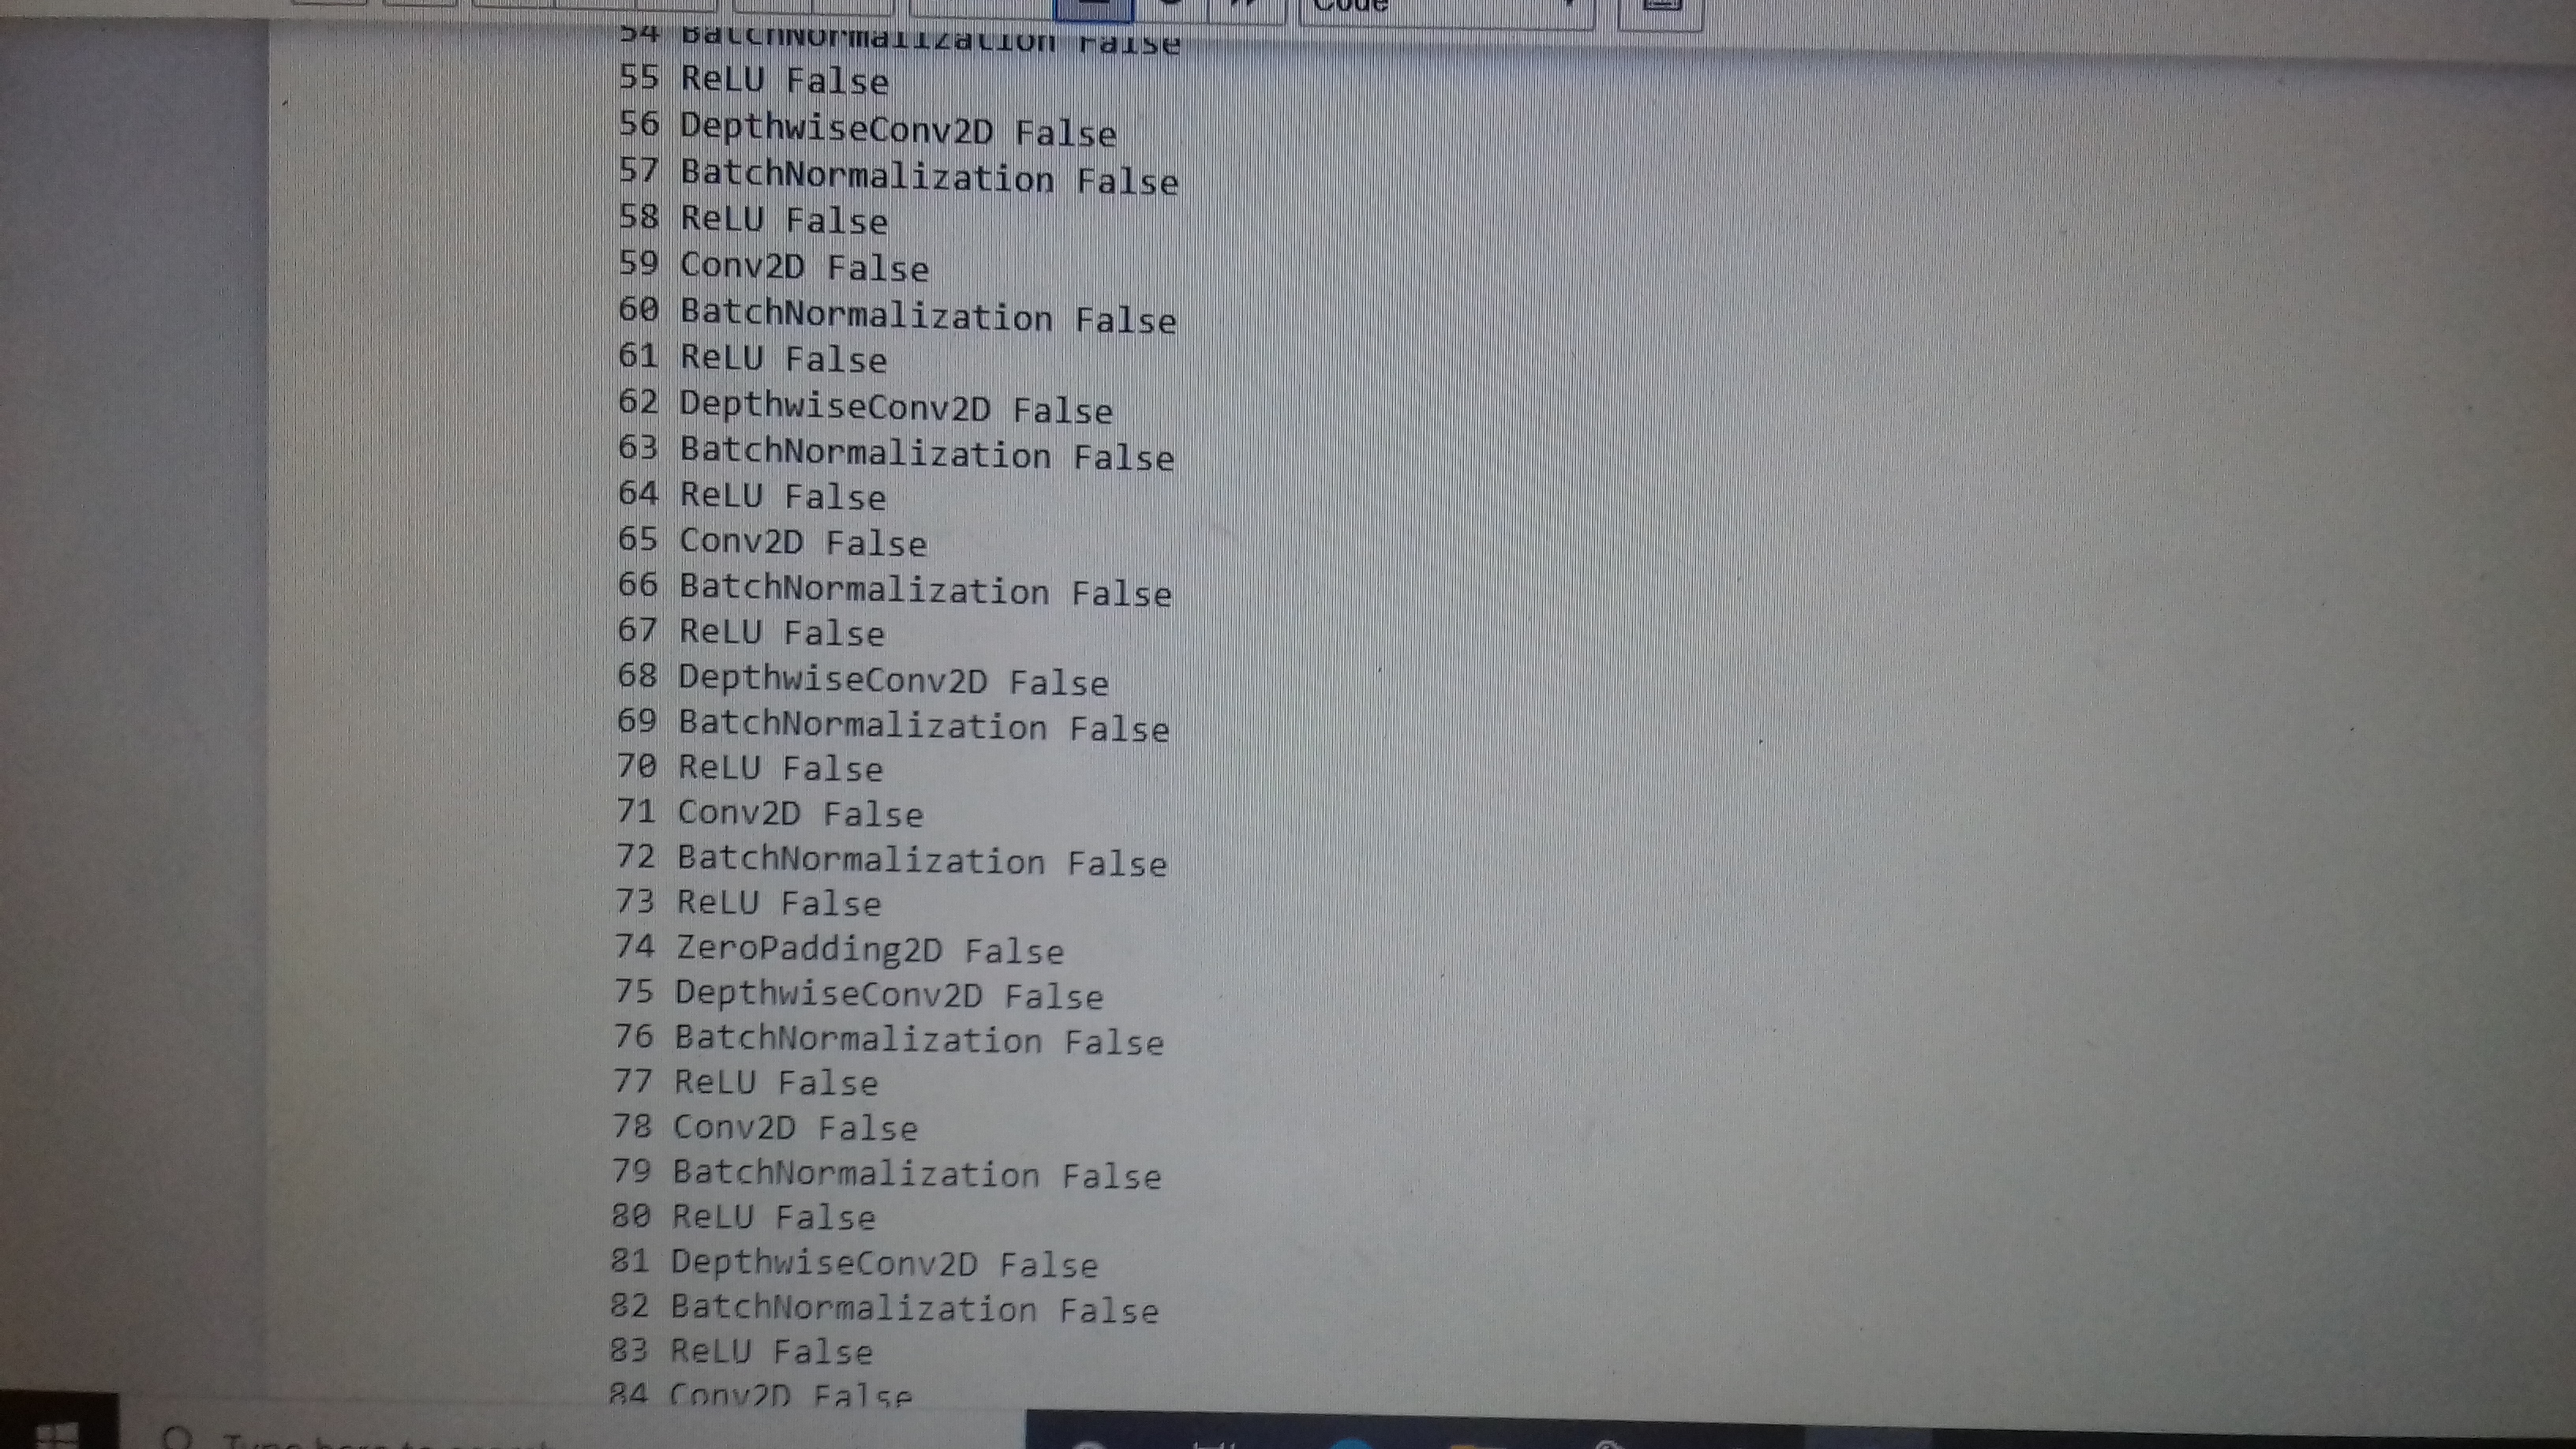 Code
54 BatchNormalization False
55 ReLU False
56 DepthwiseConv2D False
57 BatchNormalization False
58 ReLU False
59 Conv2D False
60 BatchNormalization False
61 ReLU False
62 DepthwiseConv2D False
63 BatchNormalization False
64 ReLU False
65 Conv2D False
66 BatchNormalization False
67 ReLU False
68 DepthwiseConv2D False
69 BatchNormalization False
70 ReLU False
71 Conv2D False
72 BatchNormalization False
73 ReLU False
74 ZeroPadding2D False
75 DepthwiseConv2D False
76 BatchNormalization False
77 ReLU False
78 Conv2D False
79 BatchNormalization False
80 ReLU False
81 DepthwiseConv2D False
82 BatchNormalization False
83 ReLU False
84 Conv2D False
Type here to search